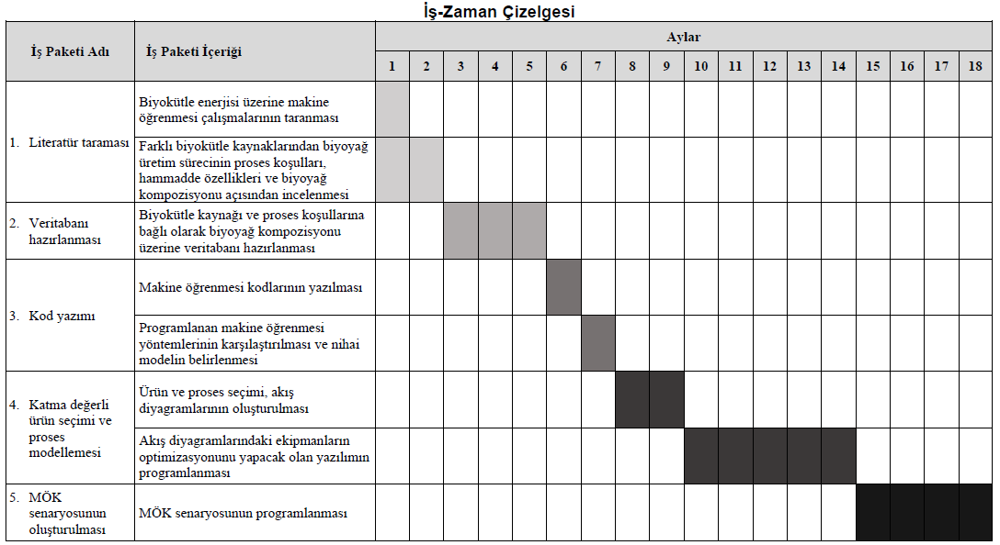 İş-Zaman Çizelgesi
İş Paketi Adı
İş Paketi İçeriği
Aylar
1 2 3 4 5 6 7 8 9 10 11 12 13 14 15 16 17 18
1. Literatür taraması
Biyokütle enerjisi üzerine makine
öğrenmesi çalışmalarının taranması
Farklı biyokütle kaynaklarından biyoyağ
üretim sürecinin proses koşulları,
hammadde özellikleri ve biyoyağ
kompozisyonu açısından incelenmesi
2. Veritabanı
hazırlanması
Biyokütle kaynağı ve proses koşullarına
bağlı olarak biyoyağ kompozisyonu
üzerine veritabanı hazırlanması
3. Kod yazımı
Makine öğrenmesi kodlarının yazılması
Programlanan makine öğrenmesi
yöntemlerinin karşılaştırılması ve nihai
modelin belirlenmesi
4. Katma değerli
ürün seçimi ve
proses
modellemesi
Ürün ve proses seçimi, akış
diyagramlarının oluşturulması
Akış diyagramlarındaki ekipmanların
optimizasyonunu yapacak olan yazılımın
programlanması
5. MÖK
senaryosunun
oluşturulması
MÖK senaryosunun programlanması